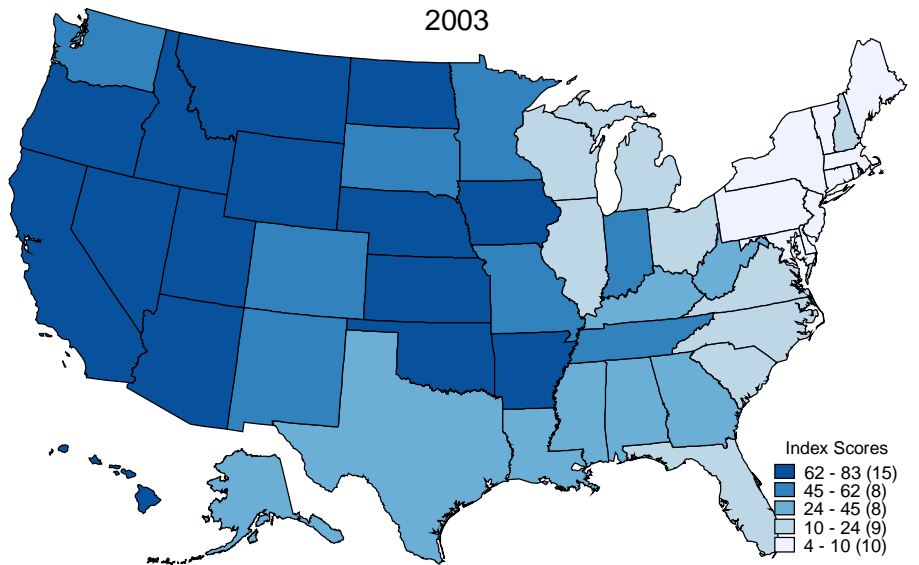 2003
Index Scores
62 - 83 (15)
45 - 62 (8)
24 - 45 (8)
10 - 24 (9)
4 - 10 (10)